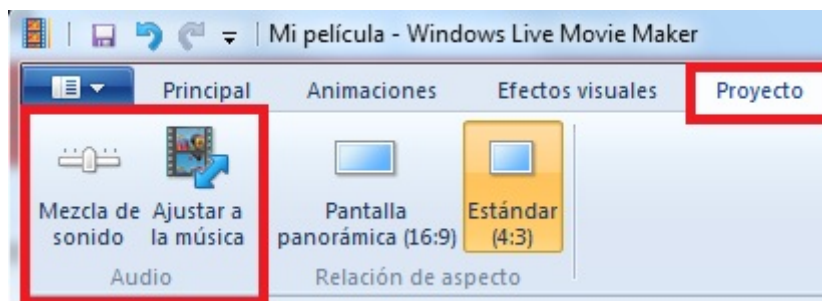 Mi película - Windows Live Movie Maker
Principal Animaciones Efectos visuales Proyecto
Mezcla de sonido
Ajustar a la música
Pantalla panorámica (16:9)
Estándar (4:3)
Audio
Relación de aspecto